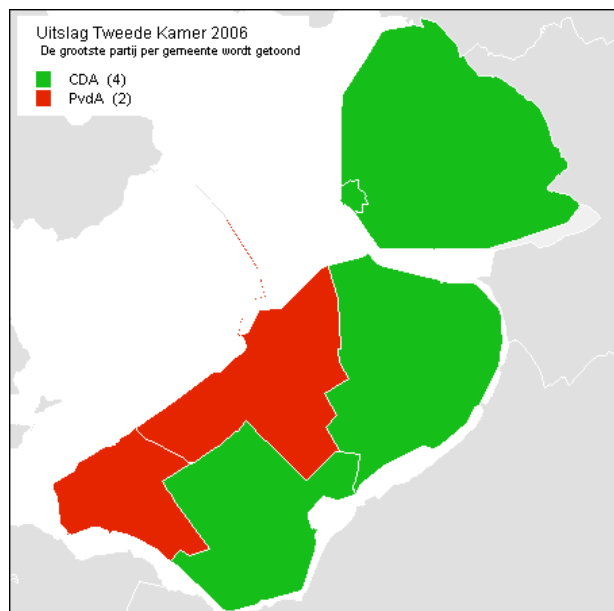 Uitslag Tweede Kamer 2006
De grootste partij per gemeente wordt getoond
CDA (4)
PvdA (2)